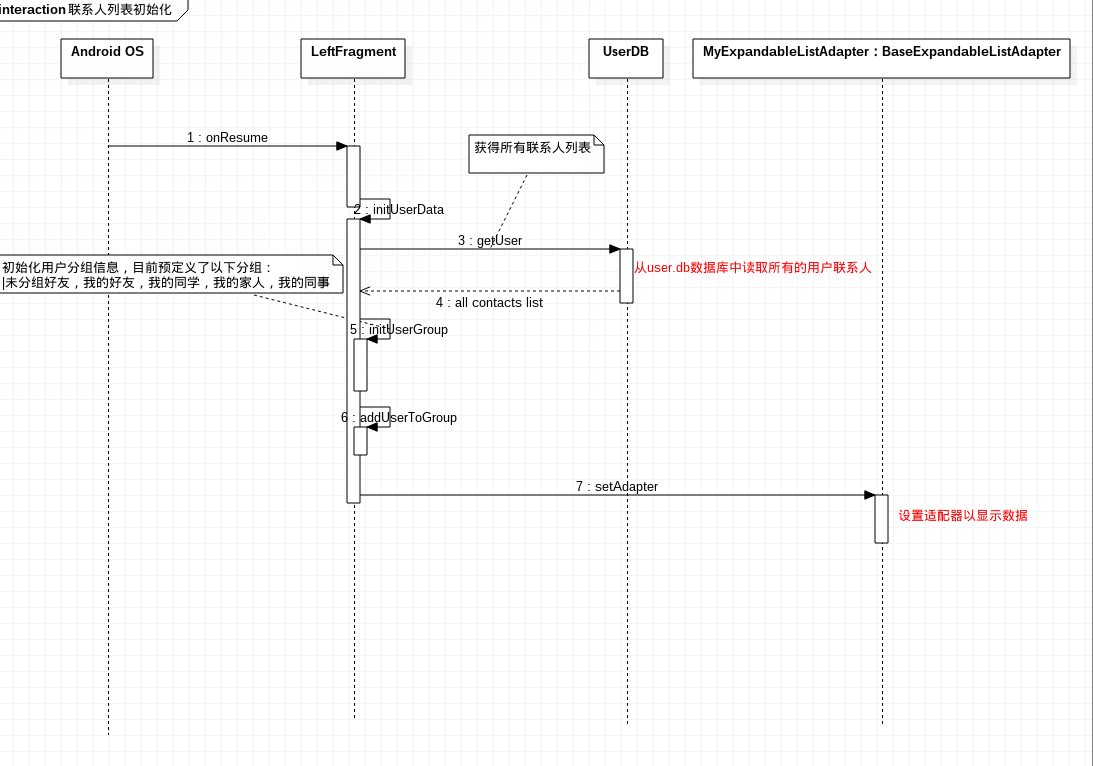 interaction 联系人列表初始化
Android OS
LeftFragment
UserDB
MyExpandableListAdapter：BaseExpandableListAdapter
1 : onResume
获得所有联系人列表
2 : initUserData
3 : getUser
初始化用户分组信息，目前预定义了以下分组：
|未分组好友，我的好友，我的同学，我的家人，我的同事
从user.db数据库中读取所有的用户联系人
4 : all contacts list
5 : initUserGroup
6 : addUserToGroup
7 : setAdapter
设置适配器以显示数据